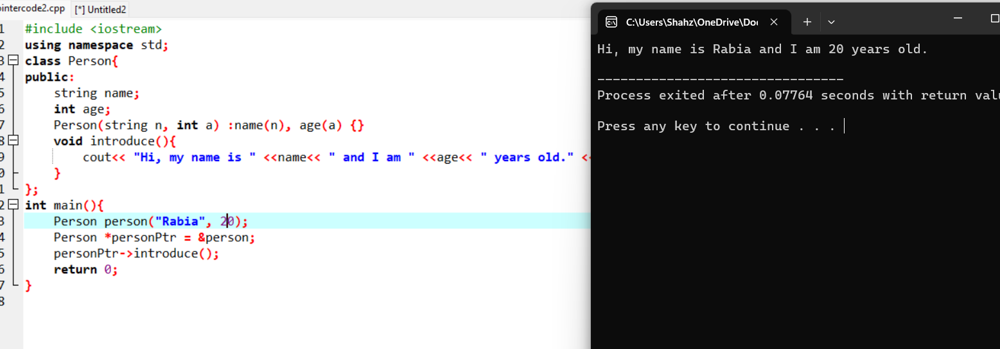 ointercode2.cpp [*] Untitled2
1 #include <iostream>
2 using namespace std;
3 class Person{
4 public:
5 string name;
6 int age;
7 Person(string n, int a) :name(n), age(a) {}
8 void introduce(){
9 cout<< "Hi, my name is " <<name<< " and I am " <<age<< " years old." <<
0 }
1 };
2 int main(){
3 Person person("Rabia", 20);
4 Person *personPtr = &person;
5 personPtr->introduce();
6 return 0;
7 }
8
C:\Users\Shahz\OneDrive\Doc
Hi, my name is Rabia and I am 20 years old.
--------------------------------
Process exited after 0.07764 seconds with return valu
Press any key to continue . . .